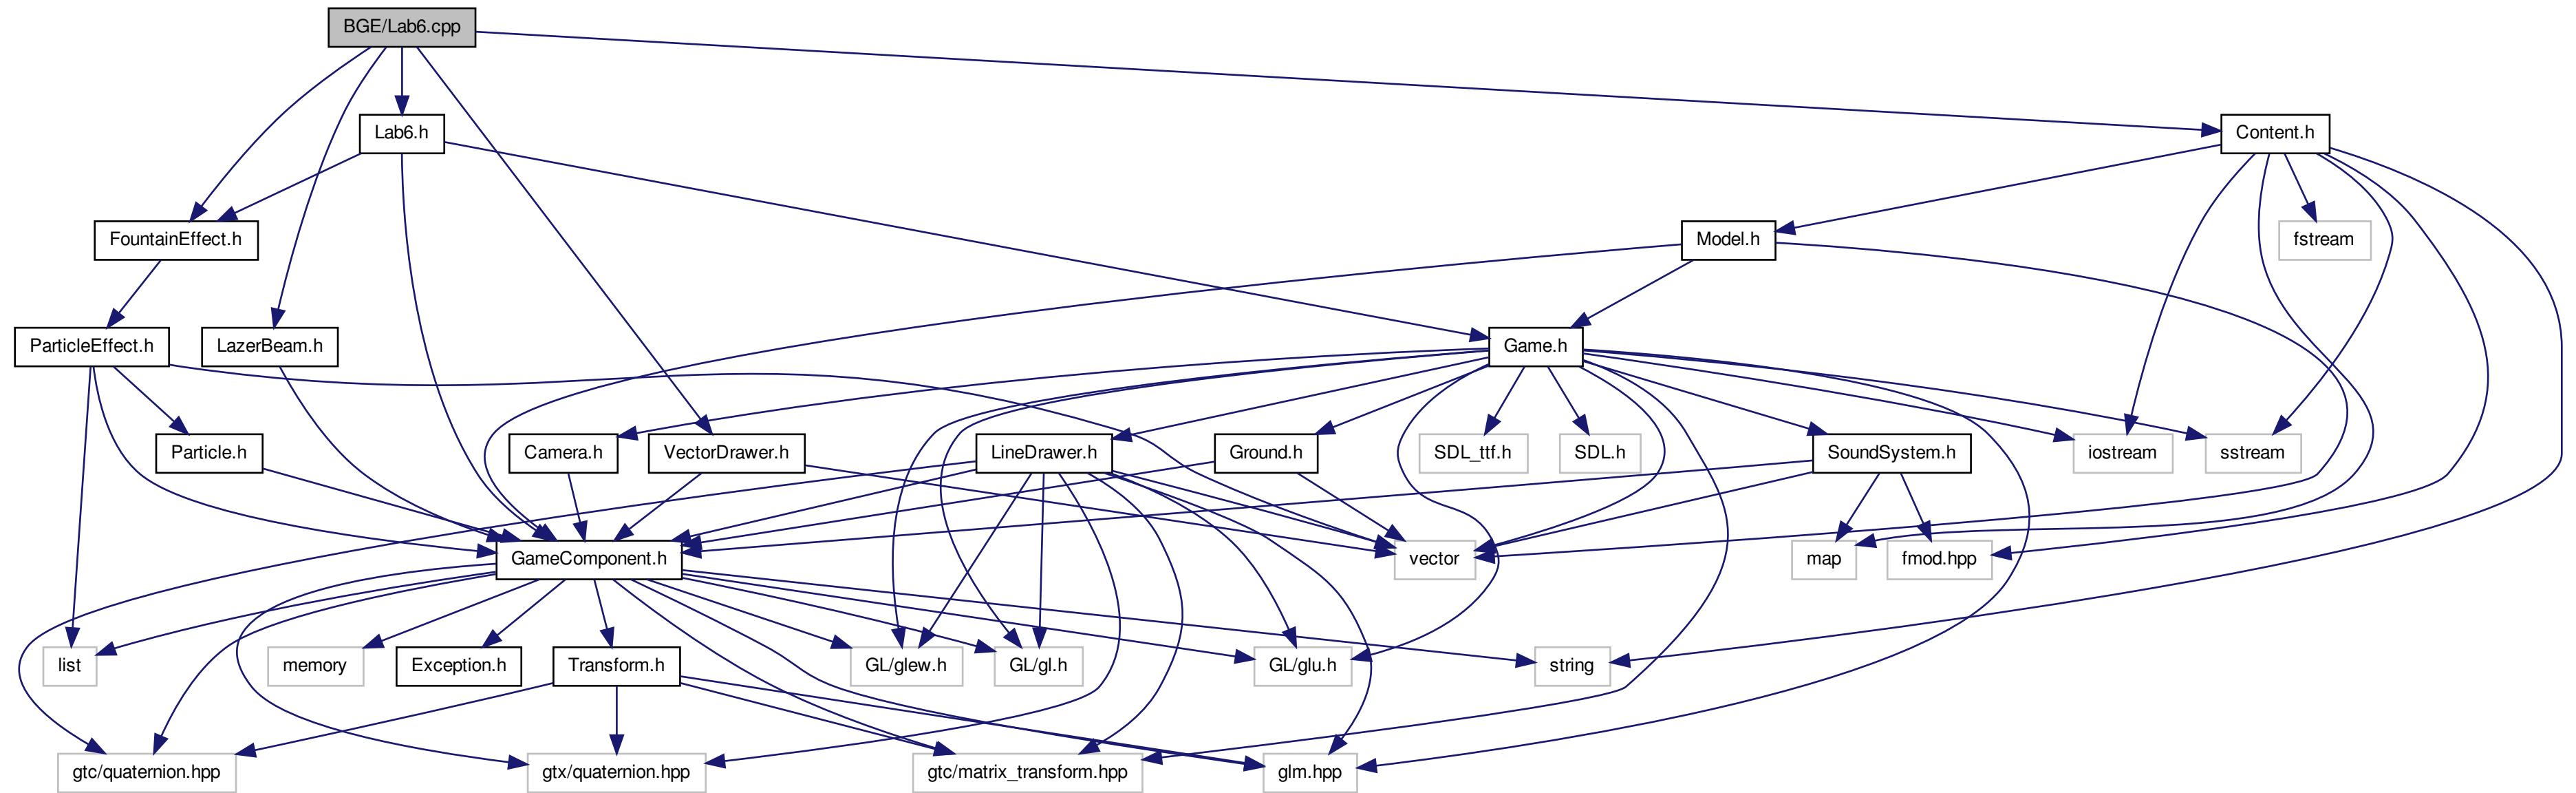 BGE/Lab6.cpp
Lab6.h
Content.h
FountainEffect.h
Model.h
fstream
ParticleEffect.h
LazerBeam.h
Game.h
Particle.h
Camera.h
VectorDrawer.h
LineDrawer.h
Ground.h
SDL_ttf.h
SDL.h
SoundSystem.h
iostream
sstream
GameComponent.h
vector
map
fmod.hpp
list
memory
Exception.h
Transform.h
GL/glew.h
GL/gl.h
GL/glu.h
string
gtc/quaternion.hpp
gtx/quaternion.hpp
gtc/matrix_transform.hpp
glm.hpp